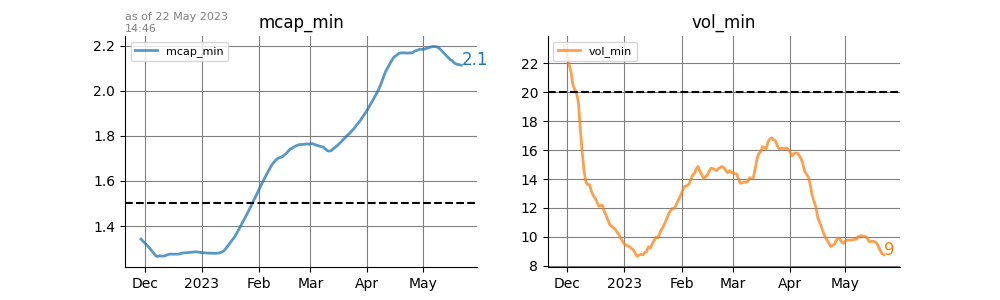 as of 22 May 2023
14:46
mcap_min
mcap_min
2.2
2.0
1.8
1.6
1.4
2.1
Dec
2023
Feb
Mar
Apr
May
vol_min
vol_min
22
20
18
16
14
12
10
8
9
Dec
2023
Feb
Mar
Apr
May